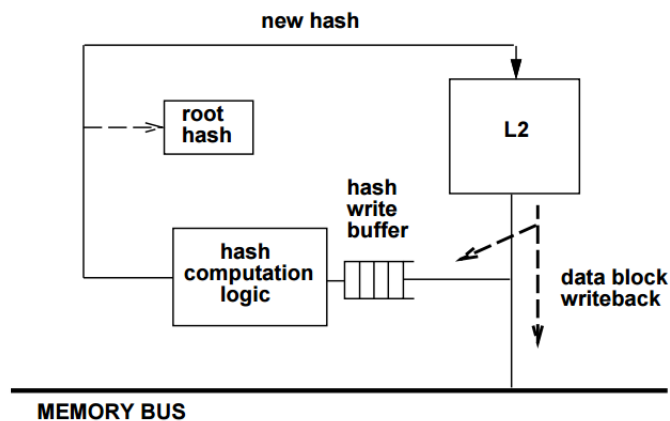 new hash
root
hash
L2
hash
write
buffer
hash
computation
logic
data block
writeback
MEMORY BUS